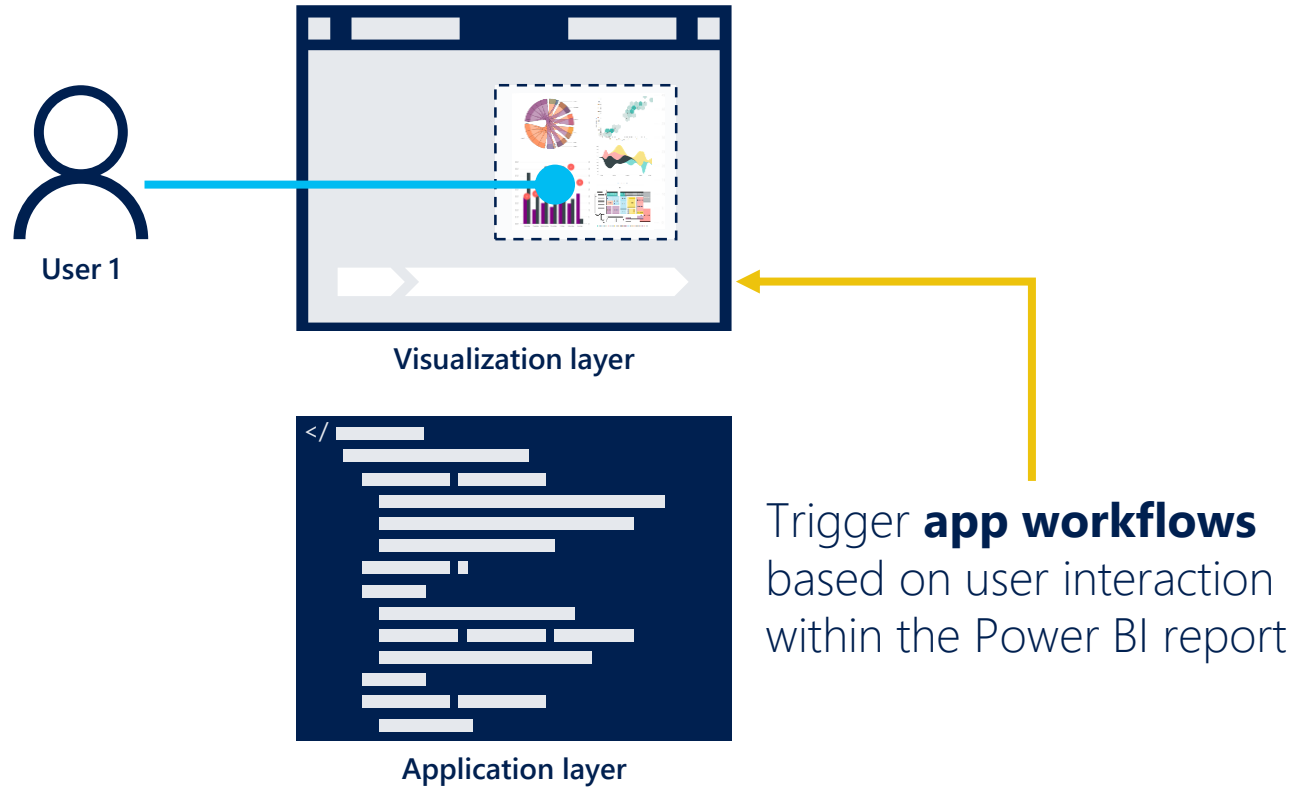 User 1
Visualization layer
</
Trigger app workflows
based on user interaction
within the Power BI report
Application layer